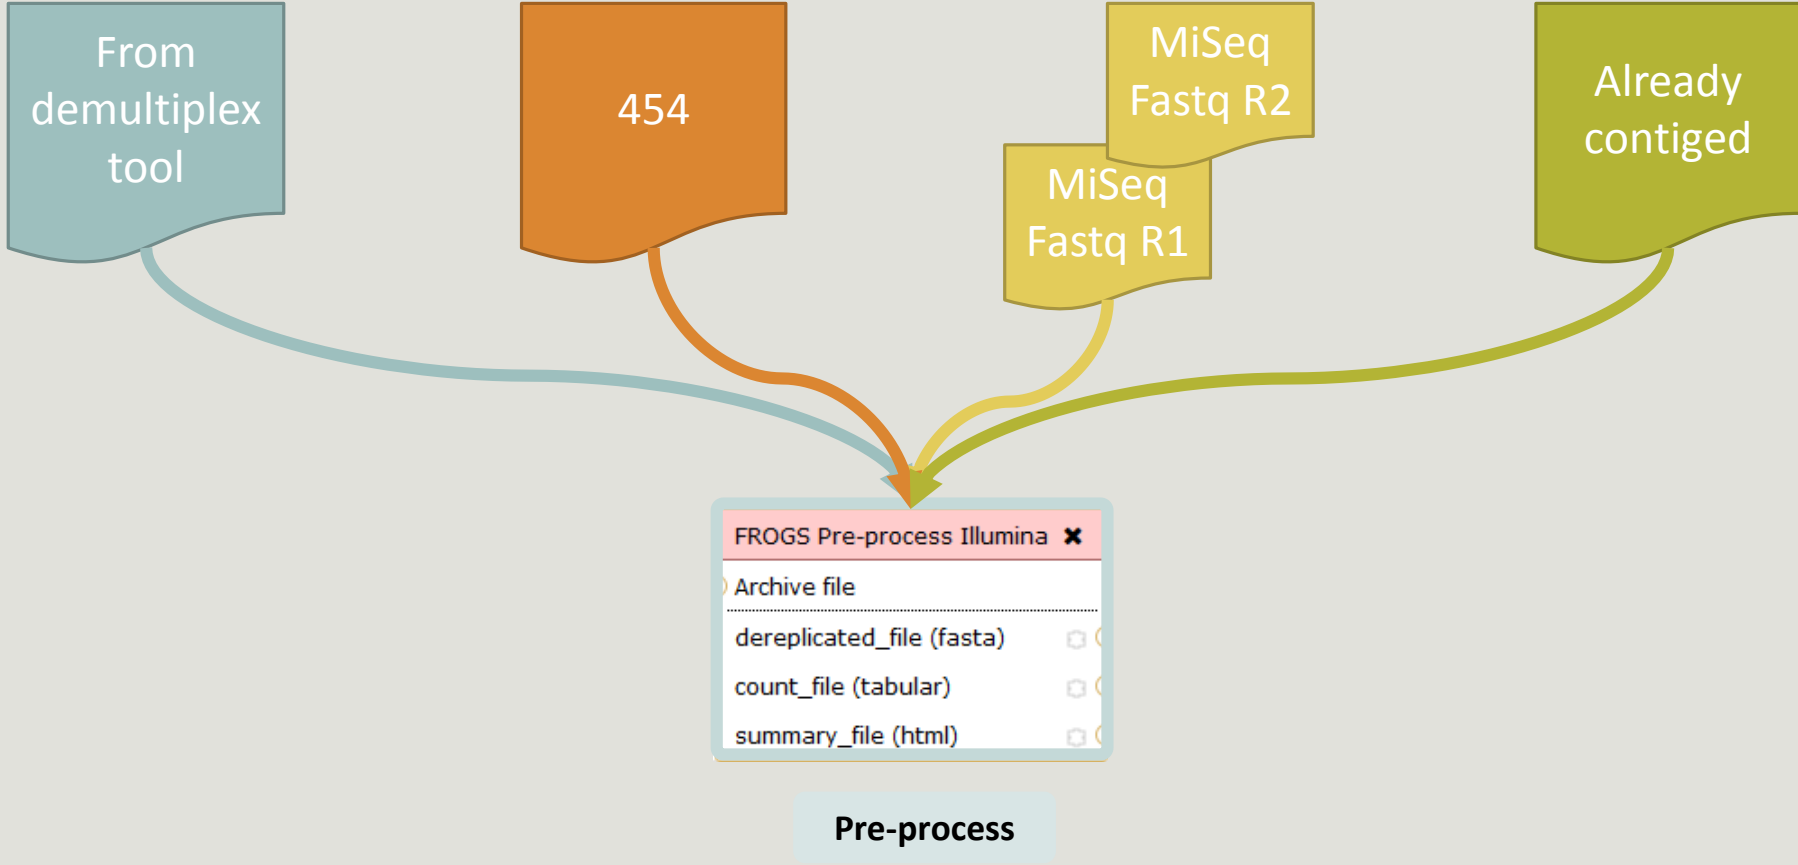 From
demultiplex
tool
454
MiSeq
Fastq R2
MiSeq
Fastq R1
Already
contiged
FROGS Pre-process Illumina ✖
Archive file
dereplicated_file (fasta)
count_file (tabular)
summary_file (html)
Pre-process